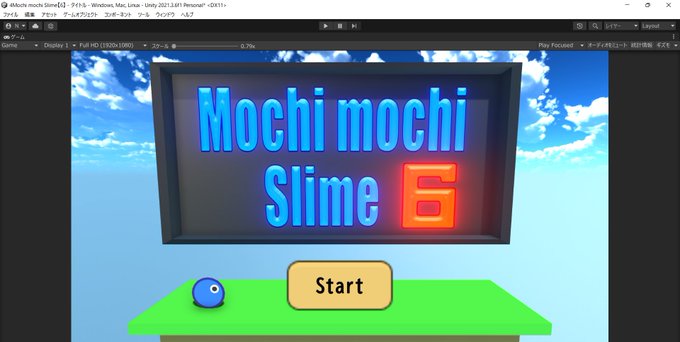 4Mochi mochi Slime【6】 - タイトル - Windows, Mac, Linux - Unity 2021.3.6f1 Personal* <DX11>
ファイル 編集 アセット ゲームオブジェクト コンポーネント ツール ウィンドウ ヘルプ
N レイヤー Layout
ゲーム
Game Display 1 Full HD (1920x1080) スケール 0.79x Play Focused オーディオをミュート 統計情報 ギズモ
Mochi mochi
Slime 6
Start